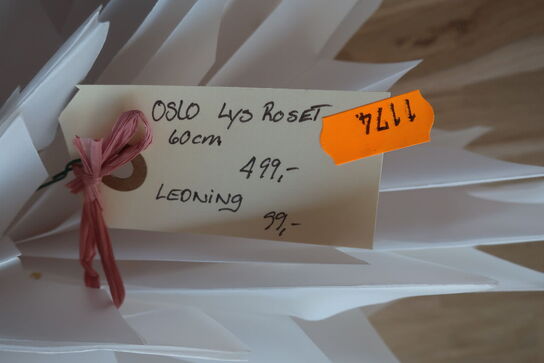 OSLO Lys RoSET
60cm
499,-
LEDNing
99,-
1174